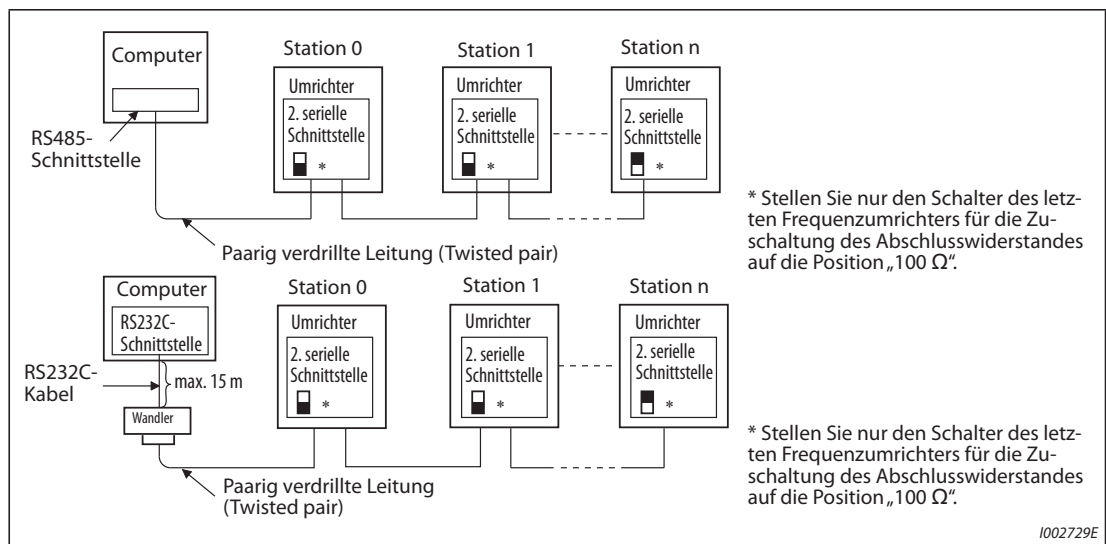 Computer
RS485-
Schnittstelle
Station 0
Umrichter
2. serielle
Schnittstelle
*
Station 1
Umrichter
2. serielle
Schnittstelle
*
Station n
Umrichter
2. serielle
Schnittstelle
*
Paarig verdrillte Leitung (Twisted pair)
* Stellen Sie nur den Schalter des letz-
ten Frequenzumrichters für die Zu-
schaltung des Abschlusswiderstandes
auf die Position „100 Ω“.
Computer
RS232C-
Schnittstelle
RS232C-
Kabel
max. 15 m
Wandler
Station 0
Umrichter
2. serielle
Schnittstelle
*
Station 1
Umrichter
2. serielle
Schnittstelle
*
Station n
Umrichter
2. serielle
Schnittstelle
*
Paarig verdrillte Leitung
(Twisted pair)
* Stellen Sie nur den Schalter des letz-
ten Frequenzumrichters für die Zu-
schaltung des Abschlusswiderstandes
auf die Position „100 Ω“.
I002729E